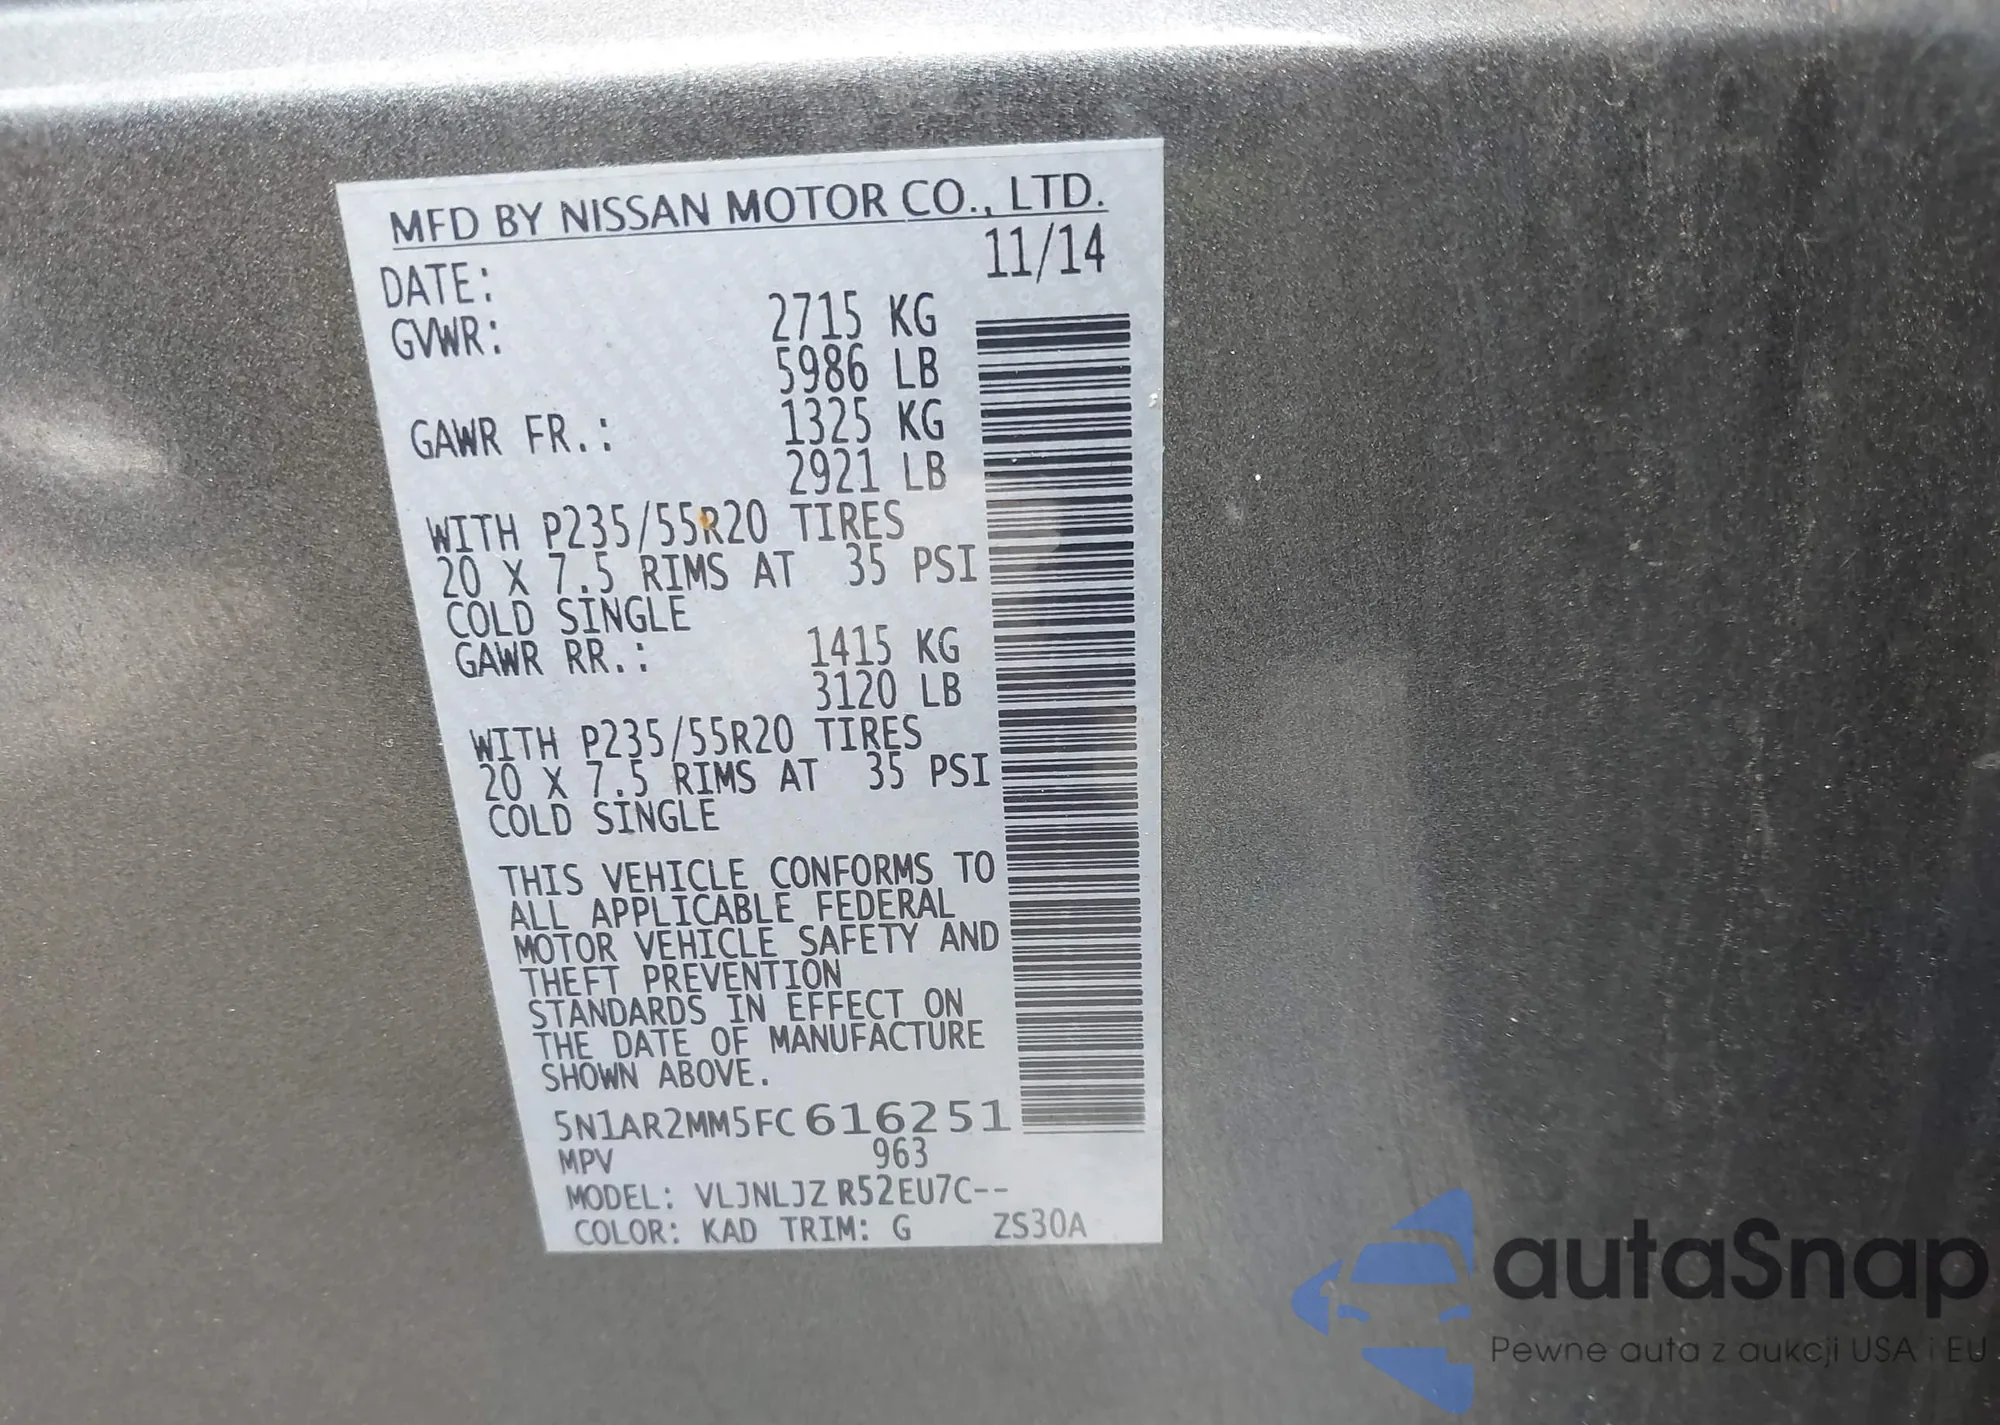 MFD BY NISSAN MOTOR CO., LTD.
DATE: 11/14
GVWR: 2715 KG
5986 LB
GAWR FR.: 1325 KG
2921 LB
WITH P235/55R20 TIRES
20 X 7.5 RIMS AT 35 PSI
COLD SINGLE
GAWR RR.: 1415 KG
3120 LB
WITH P235/55R20 TIRES
20 X 7.5 RIMS AT 35 PSI
COLD SINGLE
THIS VEHICLE CONFORMS TO
ALL APPLICABLE FEDERAL
MOTOR VEHICLE SAFETY AND
THEFT PREVENTION
STANDARDS IN EFFECT ON
THE DATE OF MANUFACTURE
SHOWN ABOVE.
5N1AR2MM5FC616251
MPV 963
MODEL: VLJNLJZ R52EU7C--
COLOR: KAD TRIM: G ZS30A
autaSnap
Pewne auta z aukcji USA i EU